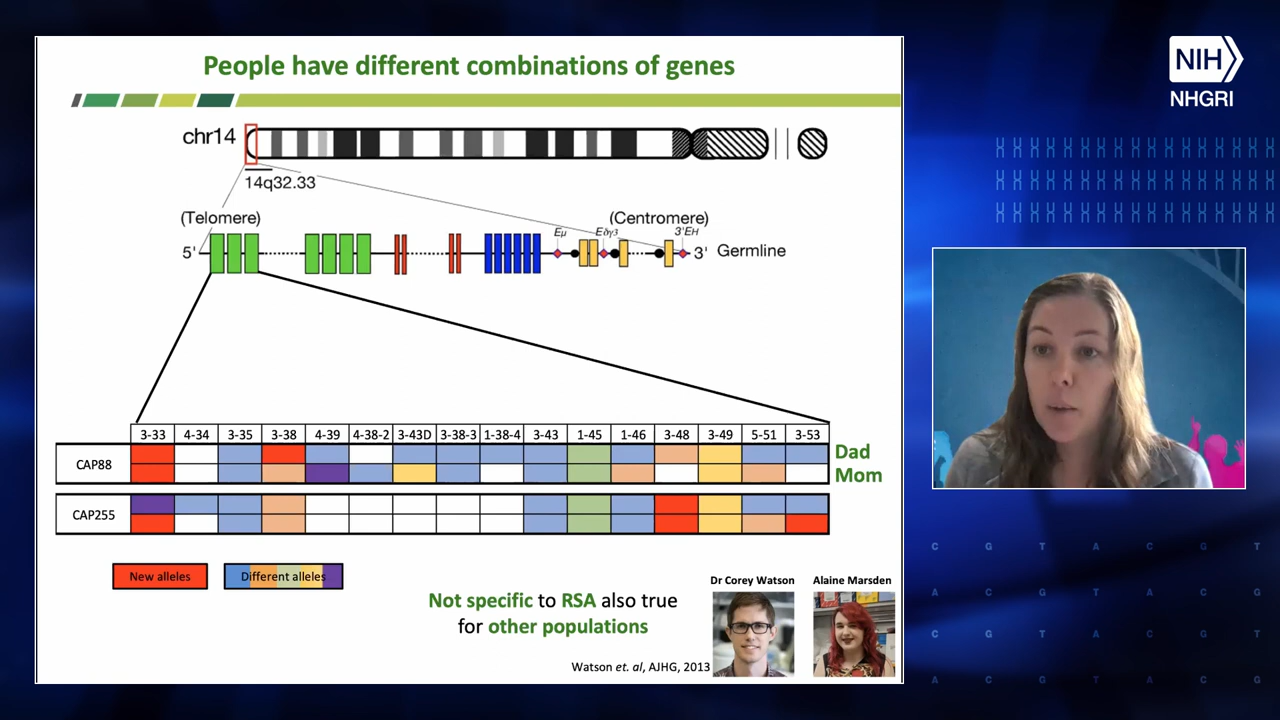 People have different combinations of genes
NIH
NHGRI
chr14
14q32.33
(Telomere)
(Centromere)
Eμ
Eδγ3
3'EH
5'
3'
Germline
3-33 4-34 3-35 3-38 4-39 4-38-2 3-43D 3-38-3 1-38-4 3-43 1-45 1-46 3-48 3-49 5-51 3-53
CAP88
Dad
Mom
CAP255
New alleles
Different alleles
Not specific to RSA also true
for other populations
Dr Corey Watson
Alaine Marsden
Watson et. al, AJHG, 2013
C G T A C G T
A C G T A C G
C G T A C G T
A C G T A C G